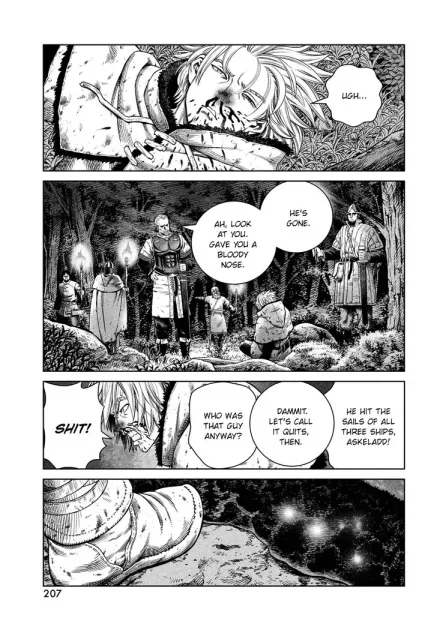 UGH...
HE'S
GONE.
AH, LOOK
AT YOU.
GAVE YOU A
BLOODY
NOSE.
HE HIT THE
SAILS OF ALL
THREE SHIPS,
ASKELADD!
DAMMIT.
LET'S CALL
IT QUITS,
THEN.
WHO WAS
THAT GUY
ANYWAY?
SHIT!
207